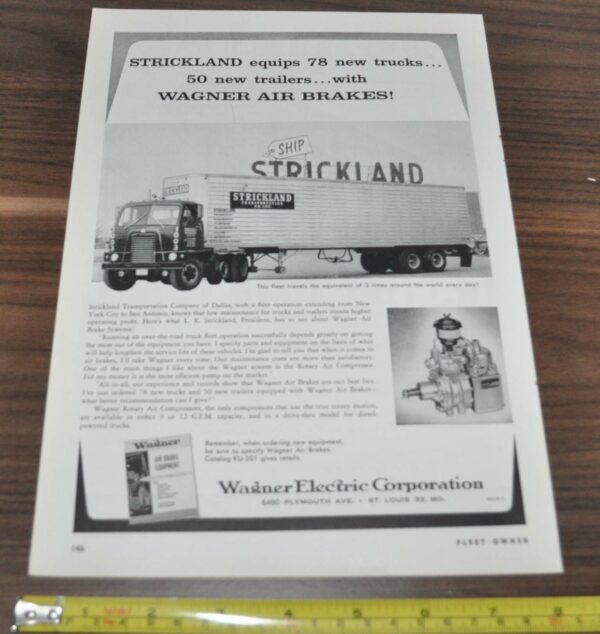 STRICKLAND equips 78 new trucks...
50 new trailers...with
WAGNER AIR BRAKES!
SHIP
STRICKLAND
STRICKLAND
TRANSPORTATION
CO. INC.
This fleet travels the equivalent of 3 times around the world every day!
Strickland Transportation Company of Dallas, with a fleet operation extending from New
York City to San Antonio, knows that low maintenance for trucks and trailers means higher
operating profit. Here's what L. R. Strickland, President, has to say about Wagner Air
Brake Systems:
"Running an over-the-road truck fleet operation successfully depends greatly on getting
the most out of the equipment you have. I specify parts and equipment on the basis of what
will help lengthen the service life of these vehicles. I'm glad to tell you that when it comes to
air brakes, I'll take Wagner every time. Our maintenance costs are more than satisfactory.
One of the main things I like about the Wagner system is the Rotary Air Compressor.
For my money it is the most efficient pump on the market."
"All-in-all, our experience and records show that Wagner Air Brakes are our best buy.
I've just ordered 78 new trucks and 50 new trailers equipped with Wagner Air Brakes—
what better recommendation can I give?"
Wagner Rotary Air Compressors, the only compressors that use the true rotary motion,
are available in either 9 or 12 C.F.M. capacity, and in a drive-thru model for diesel-
powered trucks.
Wagner
AIR BRAKE
EQUIPMENT
Remember, when ordering new equipment,
be sure to specify Wagner Air Brakes.
Catalog KU-201 gives details.
Wagner Electric Corporation
6490 PLYMOUTH AVE. • ST. LOUIS 33, MO.
146
FLEET OWNER
1 2 3 4 5 6 7 8